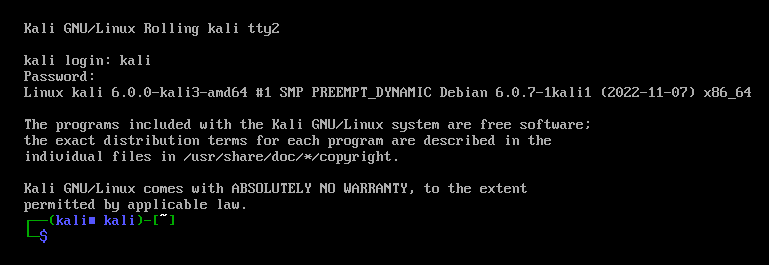 Kali GNU/Linux Rolling kali tty2
kali login: kali
Password:
Linux kali 6.0.0-kali3-amd64 #1 SMP PREEMPT_DYNAMIC Debian 6.0.7-1kali1 (2022-11-07) x86_64
The programs included with the Kali GNU/Linux system are free software;
the exact distribution terms for each program are described in the
individual files in /usr/share/doc/*/copyright.
Kali GNU/Linux comes with ABSOLUTELY NO WARRANTY, to the extent
permitted by applicable law.
┌──(kali■ kali)-[~]
└─$